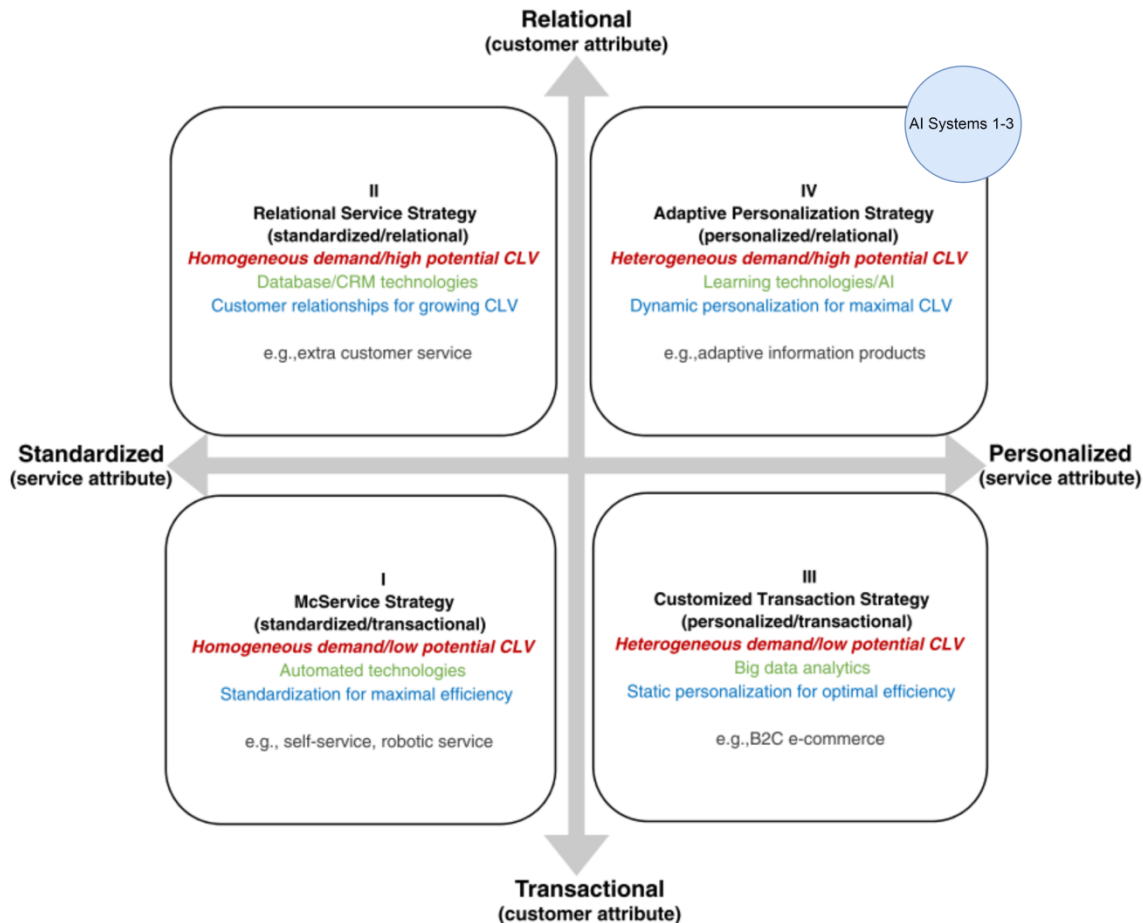 Relational
(customer attribute)
AI Systems 1-3
II
Relational Service Strategy
(standardized/relational)
Homogeneous demand/high potential CLV
Database/CRM technologies
Customer relationships for growing CLV
e.g.,extra customer service
IV
Adaptive Personalization Strategy
(personalized/relational)
Heterogeneous demand/high potential CLV
Learning technologies/AI
Dynamic personalization for maximal CLV
e.g.,adaptive information products
Standardized
(service attribute)
Personalized
(service attribute)
I
McService Strategy
(standardized/transactional)
Homogeneous demand/low potential CLV
Automated technologies
Standardization for maximal efficiency
e.g., self-service, robotic service
III
Customized Transaction Strategy
(personalized/transactional)
Heterogeneous demand/low potential CLV
Big data analytics
Static personalization for optimal efficiency
e.g.,B2C e-commerce
Transactional
(customer attribute)